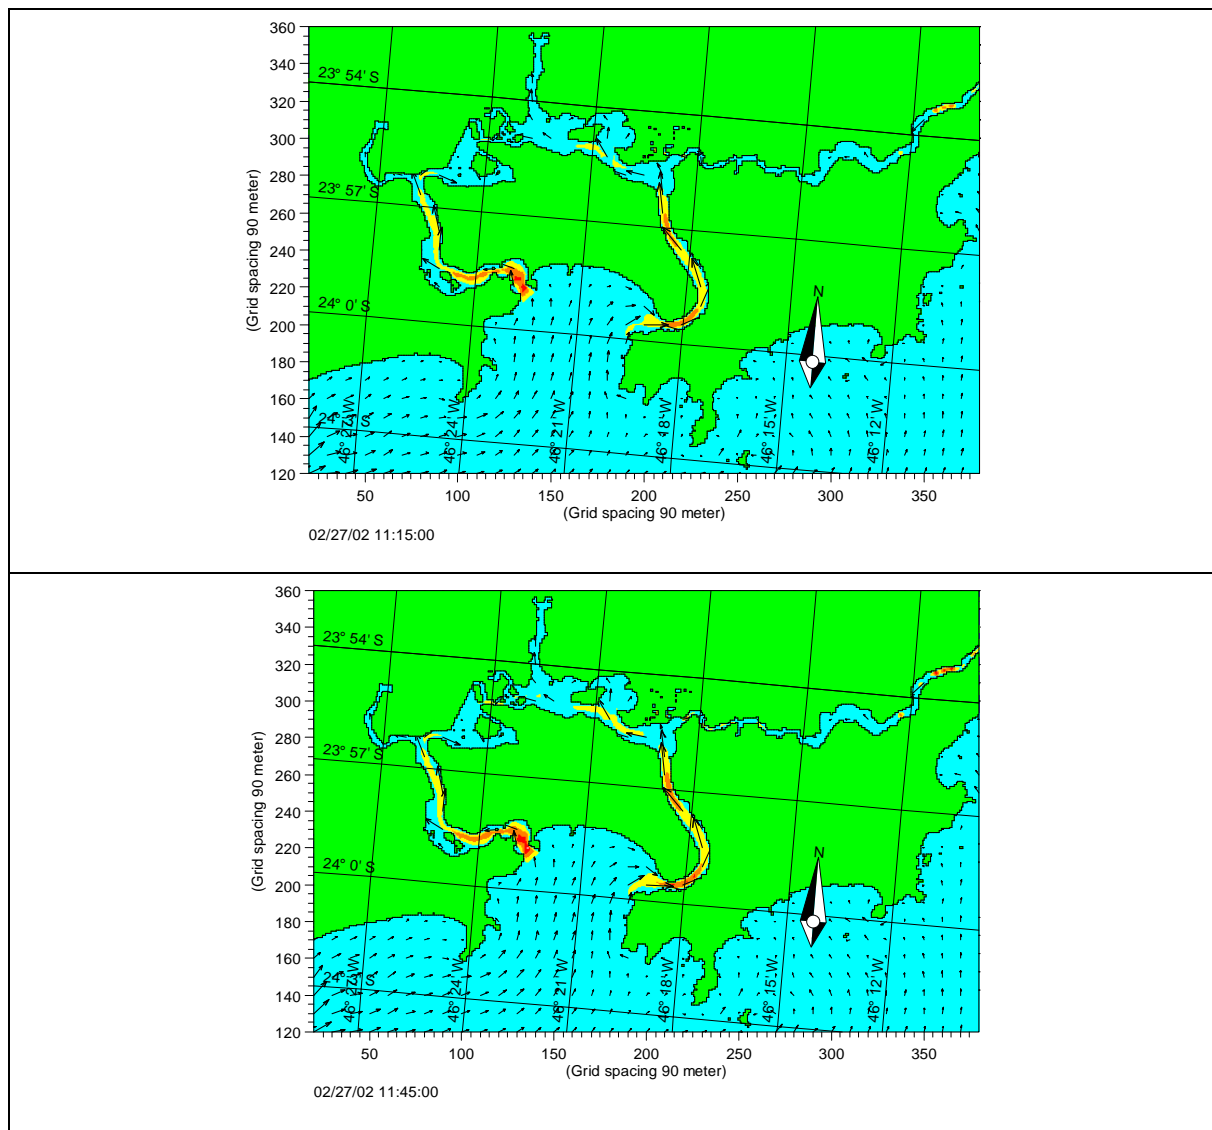 360
340
320
300
280
260
240
220
200
180
160
140
120
(Grid spacing 90 meter)
23° 54' S
23° 57' S
24° 0' S
46° 24' W
46° 21' W
46° 18' W
46° 15' W
46° 12' W
N
50
100
150
200
250
300
350
(Grid spacing 90 meter)
02/27/02 11:15:00
360
340
320
300
280
260
240
220
200
180
160
140
120
(Grid spacing 90 meter)
23° 54' S
23° 57' S
24° 0' S
46° 24' W
46° 21' W
46° 18' W
46° 15' W
46° 12' W
N
50
100
150
200
250
300
350
(Grid spacing 90 meter)
02/27/02 11:45:00